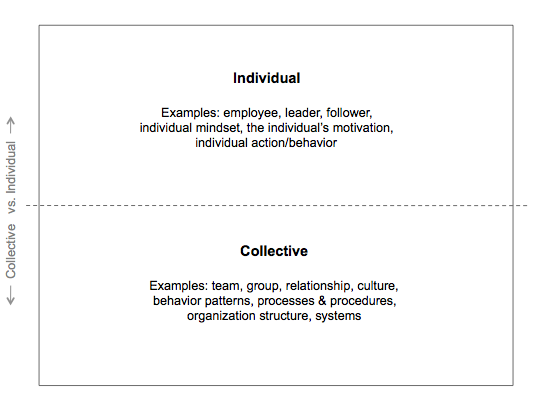 Individual
Examples: employee, leader, follower,
individual mindset, the individual's motivation,
individual action/behavior
← Collective vs. Individual →
Collective
Examples: team, group, relationship, culture,
behavior patterns, processes & procedures,
organization structure, systems